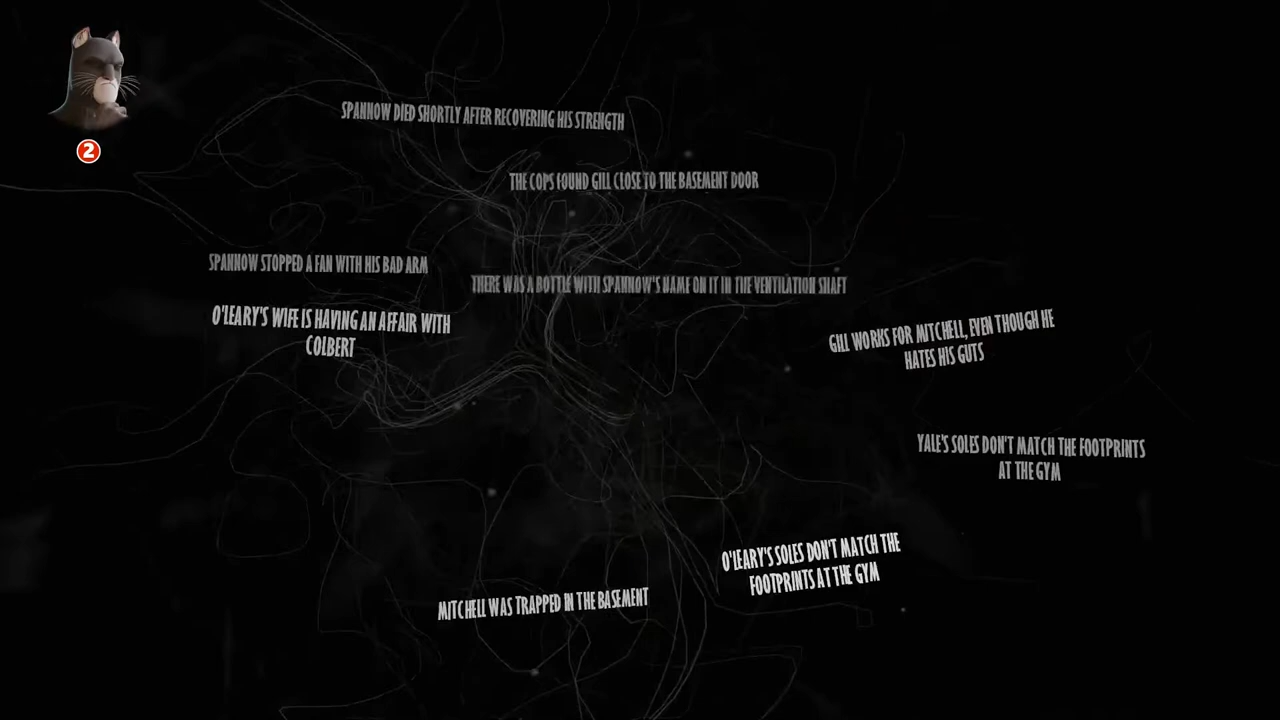 SPANNOW DIED SHORTLY AFTER RECOVERING HIS STRENGTH
2
THE COPS FOUND GILL CLOSE TO THE BASEMENT DOOR
SPANNOW STOPPED A FAN WITH HIS BAD ARM
THERE WAS A BOTTLE WITH SPANNOW'S NAME ON IT IN THE VENTILATION SHAFT
O'LEARY'S WIFE IS HAVING AN AFFAIR WITH
COLBERT
GILL WORKS FOR MITCHELL, EVEN THOUGH HE
HATES HIS GUTS
YALE'S SOLES DON'T MATCH THE FOOTPRINTS
AT THE GYM
O'LEARY'S SOLES DON'T MATCH THE
FOOTPRINTS AT THE GYM
MITCHELL WAS TRAPPED IN THE BASEMENT